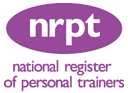 nrpt
national register
of personal trainers